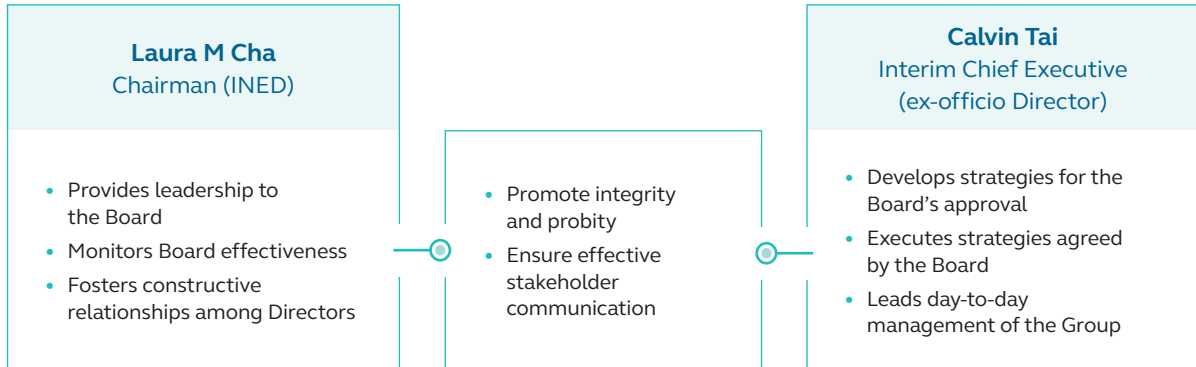 Laura M Cha
Chairman (INED)
• Provides leadership to
the Board
• Monitors Board effectiveness
• Fosters constructive
relationships among Directors
• Promote integrity
and probity
• Ensure effective
stakeholder
communication
Calvin Tai
Interim Chief Executive
(ex-officio Director)
• Develops strategies for the
Board’s approval
• Executes strategies agreed
by the Board
• Leads day-to-day
management of the Group